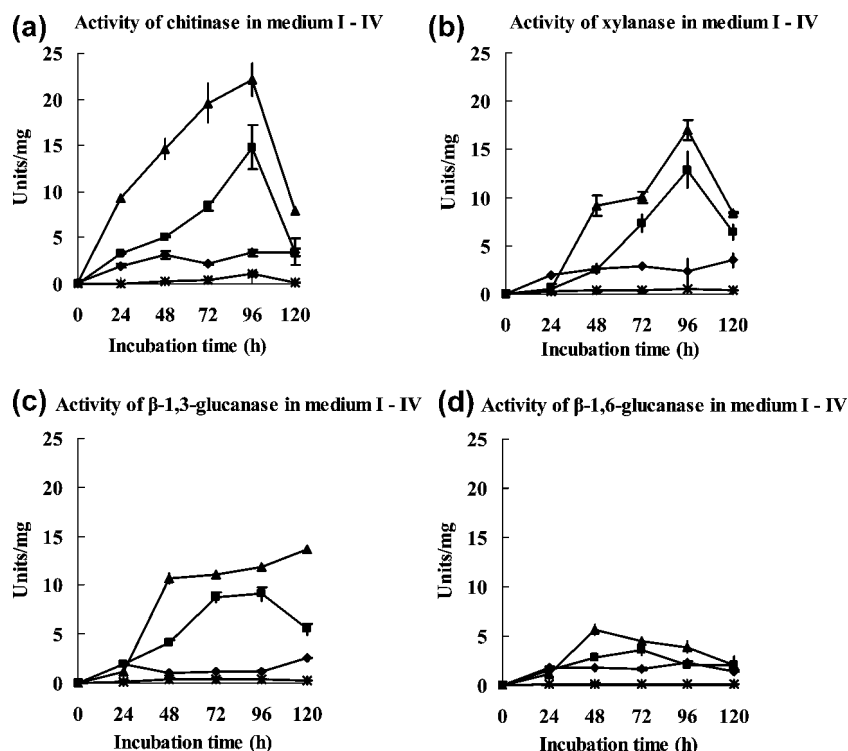 (a) Activity of chitinase in medium I - IV
25
20
15
10
5
0
Units/mg
0 24 48 72 96 120
Incubation time (h)
(b) Activity of xylanase in medium I - IV
25
20
15
10
5
0
Units/mg
0 24 48 72 96 120
Incubation time (h)
(c) Activity of β-1,3-glucanase in medium I - IV
25
20
15
10
5
0
Units/mg
0 24 48 72 96 120
Incubation time (h)
(d) Activity of β-1,6-glucanase in medium I - IV
25
20
15
10
5
0
Units/mg
0 24 48 72 96 120
Incubation time (h)